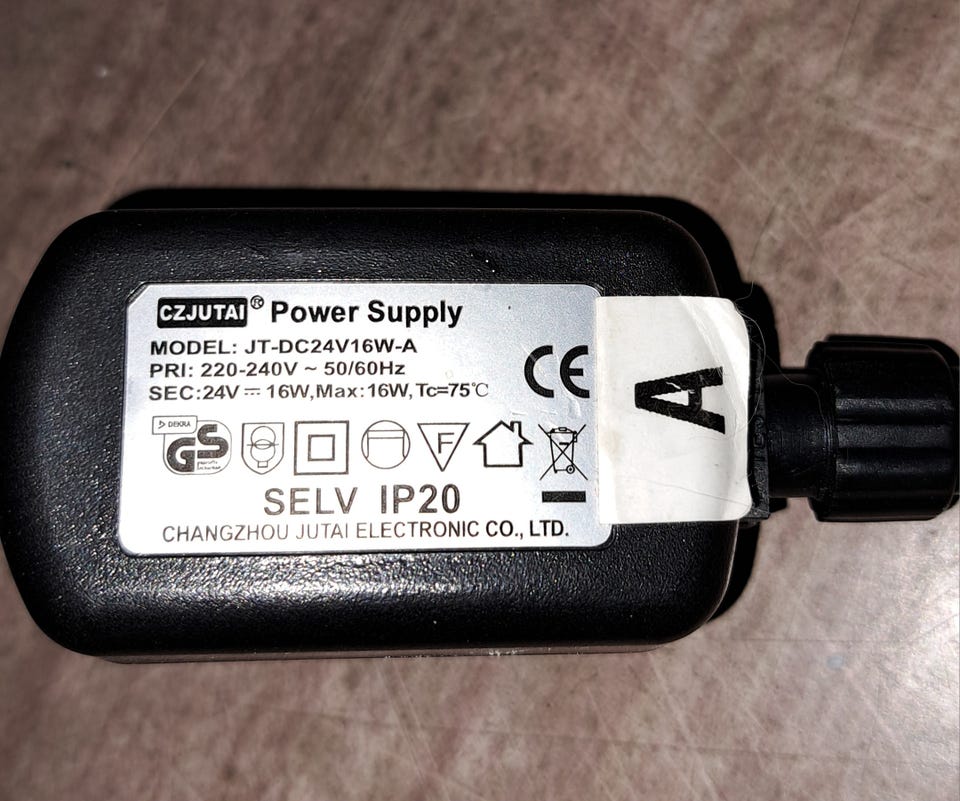 CZJUTAI® Power Supply
MODEL: JT-DC24V16W-A
PRI: 220-240V ~ 50/60Hz
SEC:24V ⎓ 16W,Max:16W,Tc=75℃
CE
DEKRA
GS
F
SELV IP20
CHANGZHOU JUTAI ELECTRONIC CO., LTD.
A